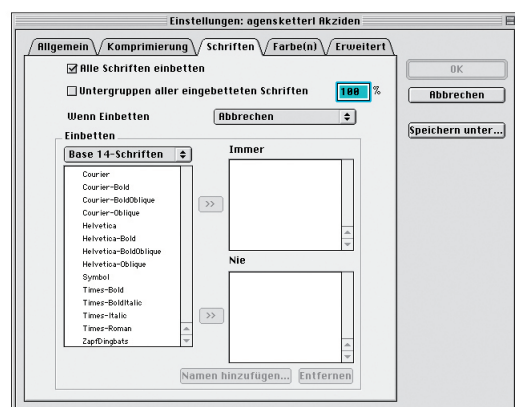 Einstellungen: agensketterl Akziden
Allgemein Komprimierung Schriften Farbe(n) Erweitert
Alle Schriften einbetten
Untergruppen aller eingebetteten Schriften 100 %
Wenn Einbetten Abbrechen
Einbetten
Base 14-Schriften
Courier
Courier-Bold
Courier-BoldOblique
Courier-Oblique
Helvetica
Helvetica-Bold
Helvetica-BoldOblique
Helvetica-Oblique
Symbol
Times-Bold
Times-BoldItalic
Times-Italic
Times-Roman
ZapfDingbats
>>
>>
Immer
Nie
Namen hinzufügen... Entfernen
OK
Abbrechen
Speichern unter...